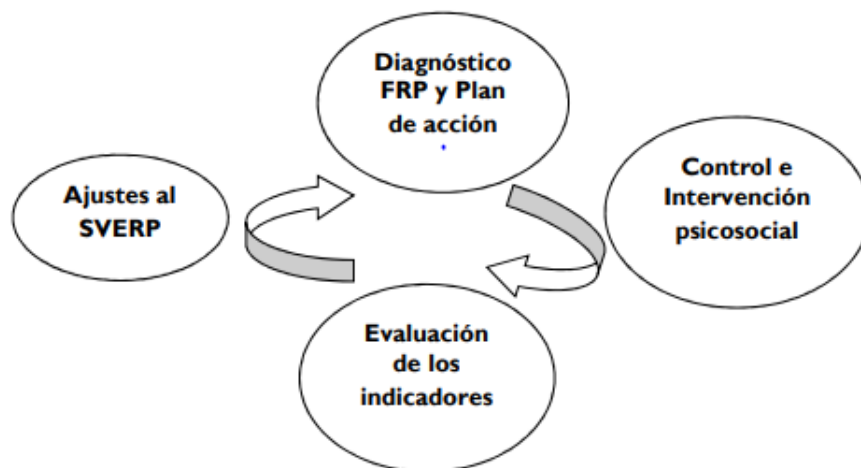 Diagnóstico
FRP y Plan
de acción
Control e
Intervención
psicosocial
Evaluación
de los
indicadores
Ajustes al
SVERP